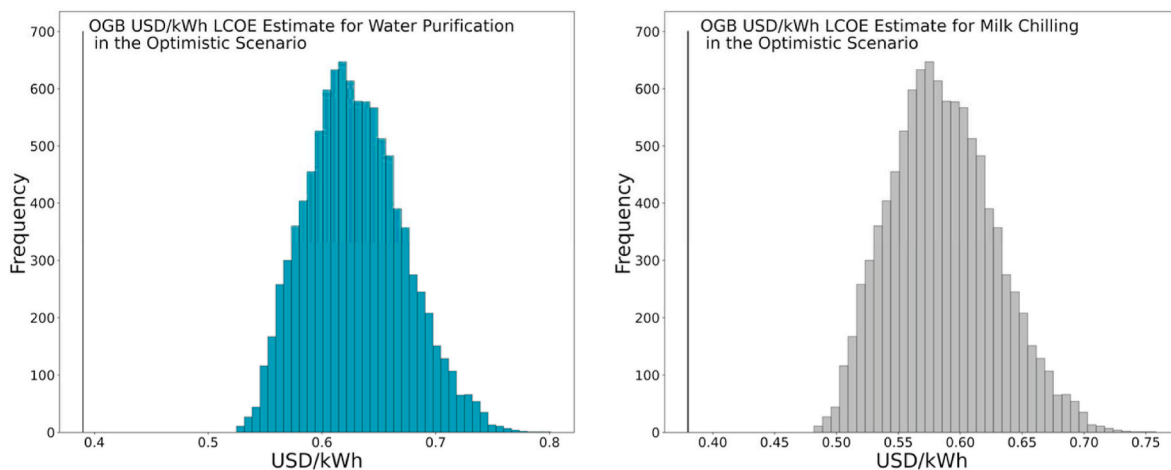 OGB USD/kWh LCOE Estimate for Water Purification
in the Optimistic Scenario
700
600
500
400
300
200
100
0
Frequency
0.4 0.5 0.6 0.7 0.8
USD/kWh
OGB USD/kWh LCOE Estimate for Milk Chilling
in the Optimistic Scenario
700
600
500
400
300
200
100
0
Frequency
0.40 0.45 0.50 0.55 0.60 0.65 0.70 0.75
USD/kWh